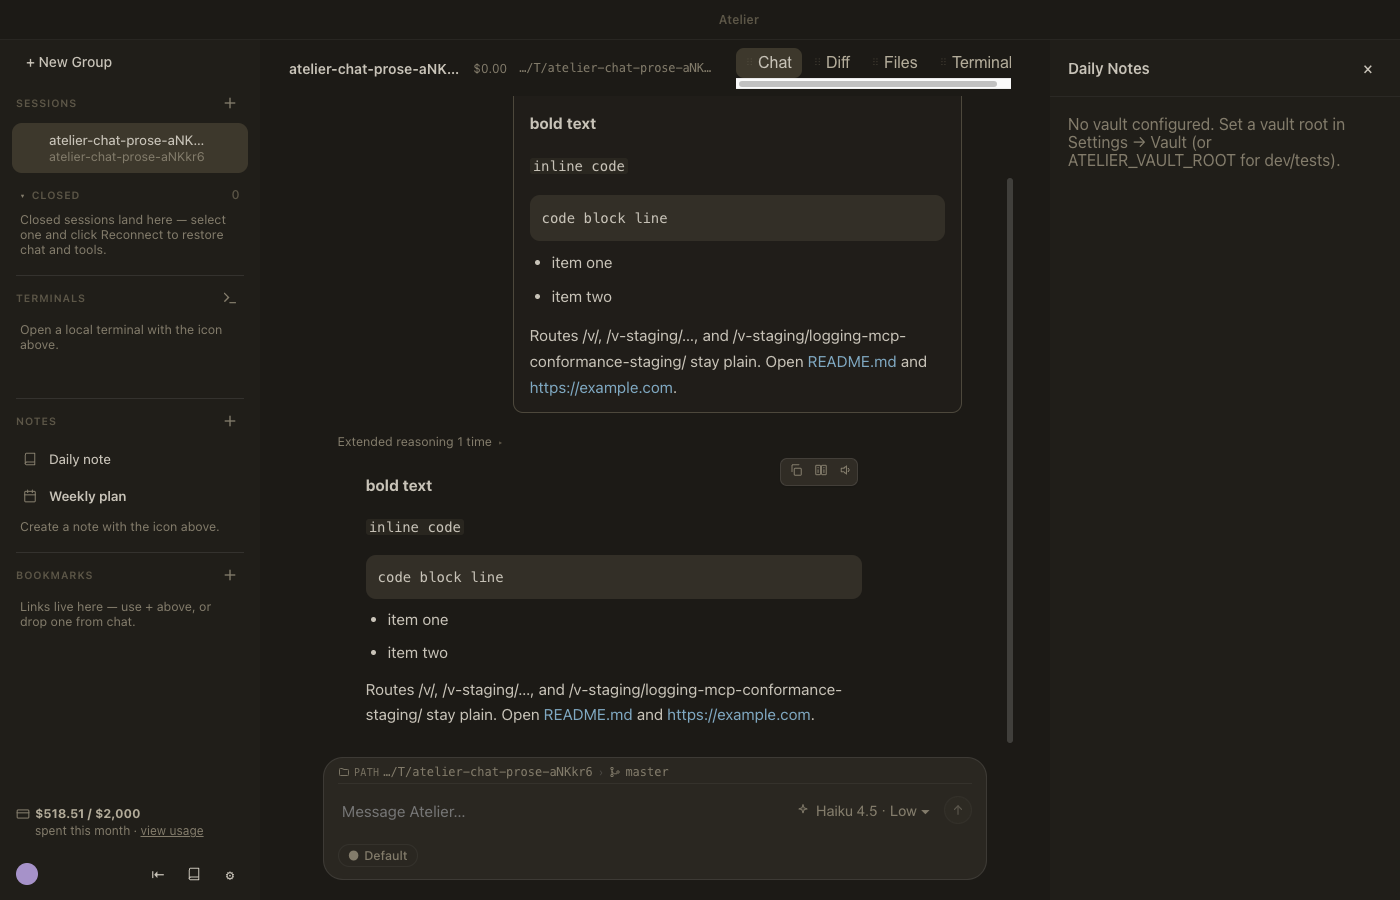 Atelier
+ New Group
SESSIONS
atelier-chat-prose-aNK...
atelier-chat-prose-aNKkr6
CLOSED
0
Closed sessions land here — select
one and click Reconnect to restore
chat and tools.
TERMINALS
Open a local terminal with the icon
above.
NOTES
Daily note
Weekly plan
Create a note with the icon above.
BOOKMARKS
Links live here — use + above, or
drop one from chat.
$518.51 / $2,000
spent this month · view usage
atelier-chat-prose-aNK...
$0.00
…/T/atelier-chat-prose-aNK…
Chat
Diff
Files
Terminal
bold text
inline code
code block line
• item one
• item two
Routes /v/, /v-staging/..., and /v-staging/logging-mcp-
conformance-staging/ stay plain. Open README.md and
https://example.com.
Extended reasoning 1 time
bold text
inline code
code block line
• item one
• item two
Routes /v/, /v-staging/..., and /v-staging/logging-mcp-conformance-
staging/ stay plain. Open README.md and https://example.com.
PATH …/T/atelier-chat-prose-aNKkr6 › master
Message Atelier...
Haiku 4.5 · Low
Default
Daily Notes
No vault configured. Set a vault root in
Settings → Vault (or
ATELIER_VAULT_ROOT for dev/tests).